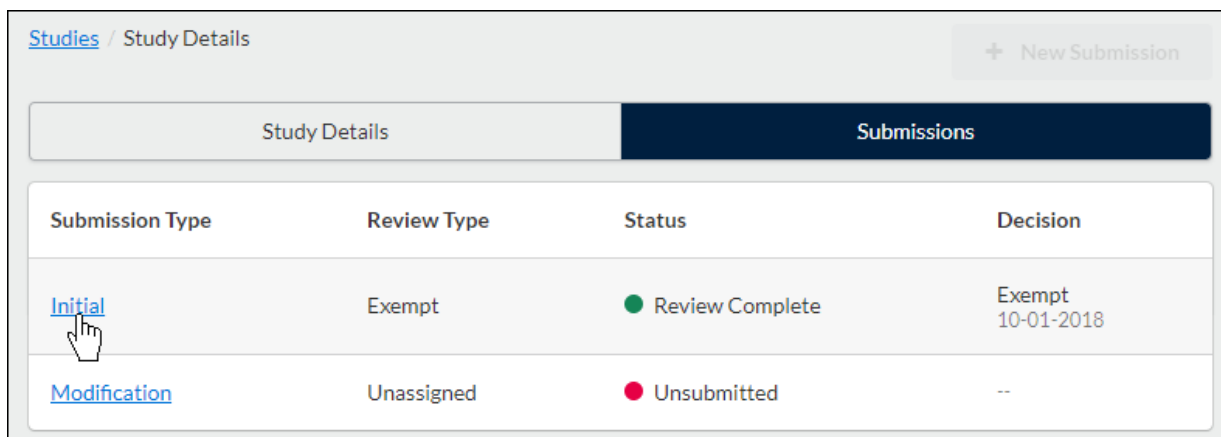 Studies / Study Details
+ New Submission
Study Details Submissions
Submission Type Review Type Status Decision
Initial Exempt Review Complete Exempt
10-01-2018
Modification Unassigned Unsubmitted --